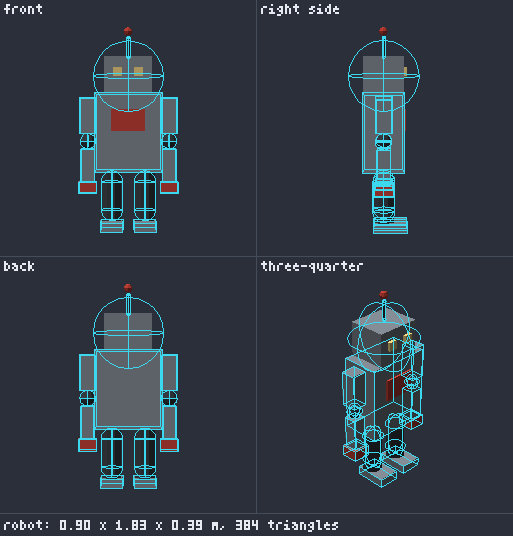 front
right side
back
three-quarter
robot: 0.90 x 1.83 x 0.39 m, 384 triangles